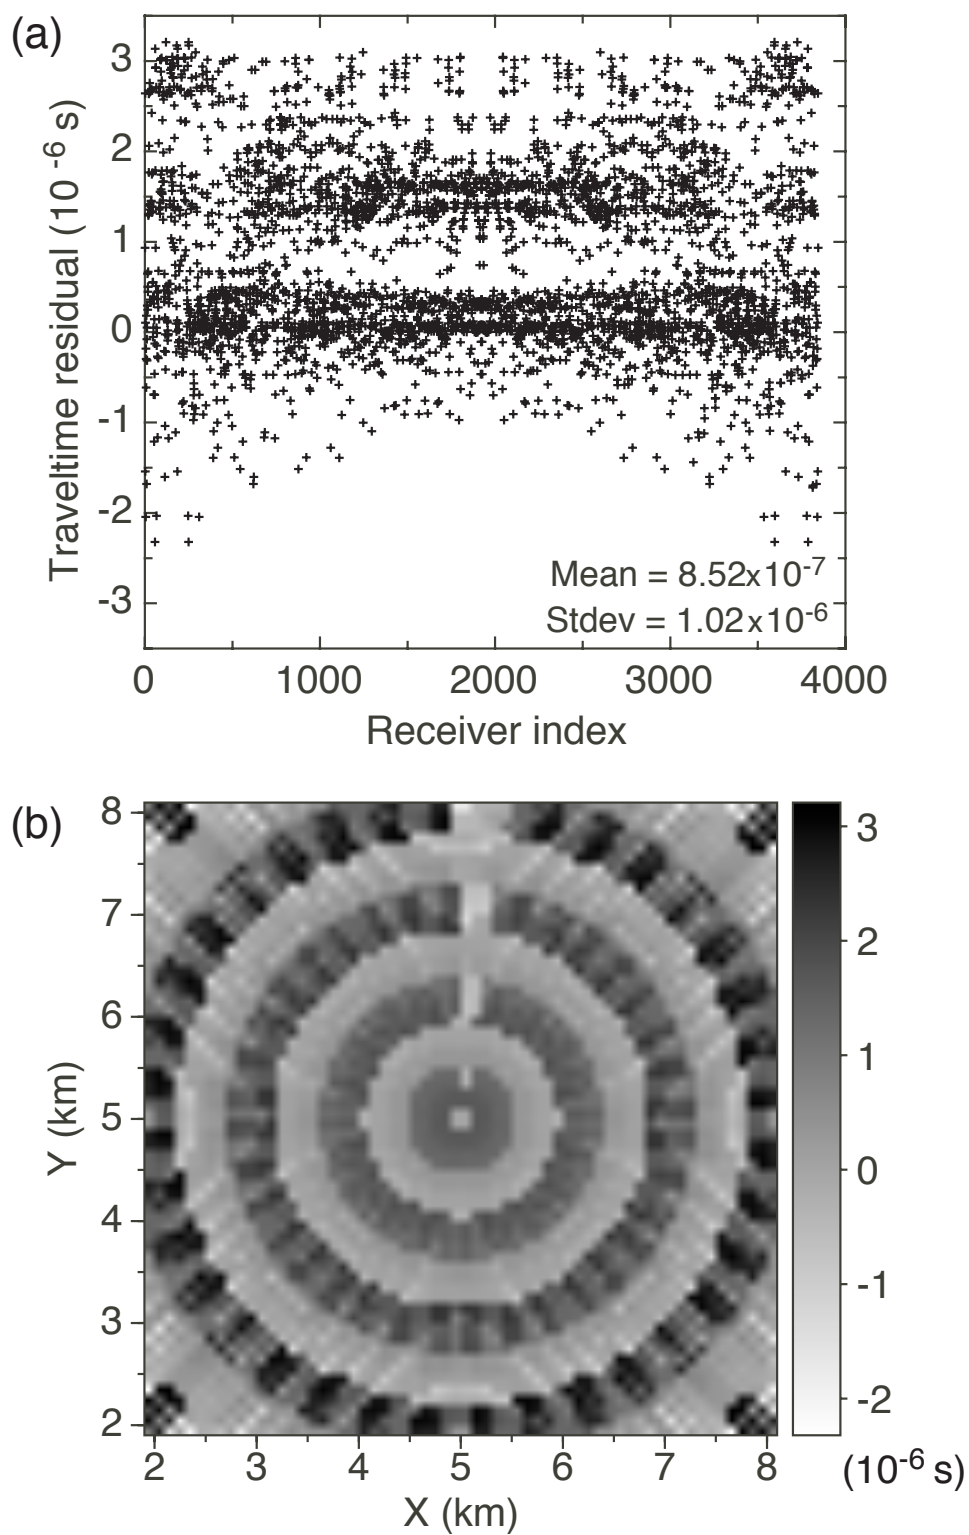 (a)
Traveltime residual (10⁻⁶ s)
3
2
1
0
-1
-2
-3
Mean = 8.52x10⁻⁷
Stdev = 1.02x10⁻⁶
0 1000 2000 3000 4000
Receiver index
(b)
Y (km)
8
7
6
5
4
3
2
2 3 4 5 6 7 8
X (km)
3
2
1
0
-1
-2
(10⁻⁶ s)